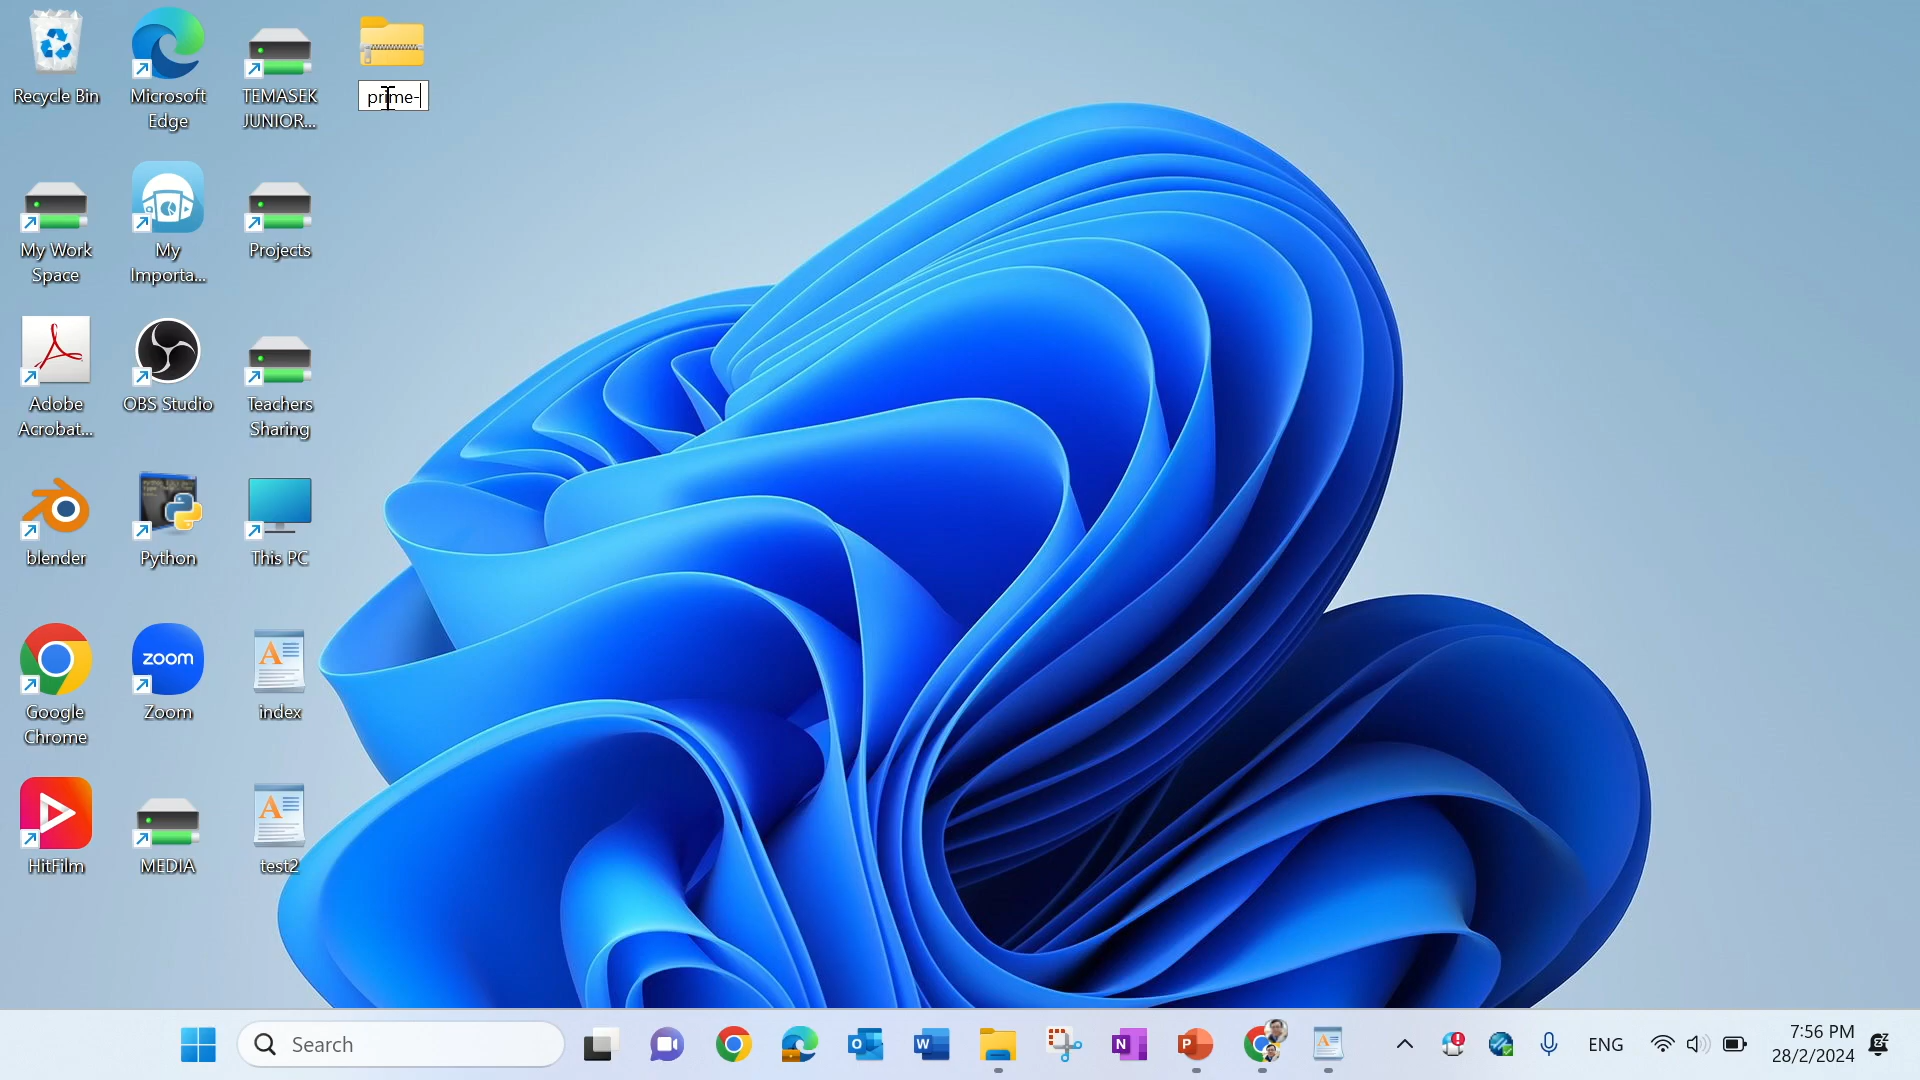 Recycle Bin
Microsoft
Edge
TEMASEK
JUNIOR...
prime-
My Work
Space
My
Importa...
Projects
Adobe
Acrobat...
OBS Studio
Teachers
Sharing
blender
Python
This PC
Google
Chrome
zoom
Zoom
index
HitFilm
MEDIA
test2
Search
ENG
7:56 PM
28/2/2024